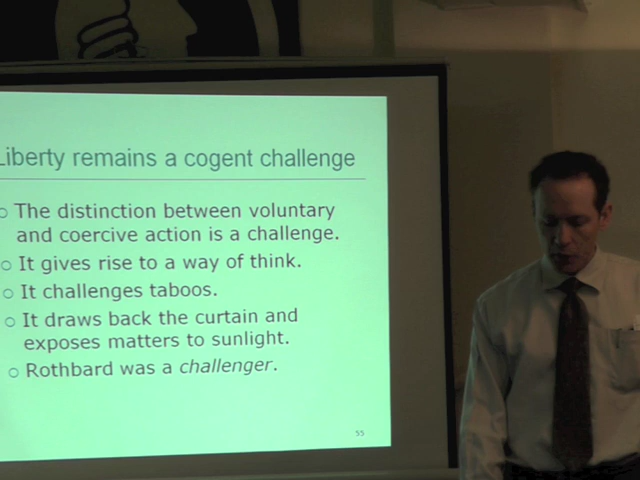 Liberty remains a cogent challenge
The distinction between voluntary
and coercive action is a challenge.
It gives rise to a way of think.
It challenges taboos.
It draws back the curtain and
exposes matters to sunlight.
Rothbard was a challenger.
55